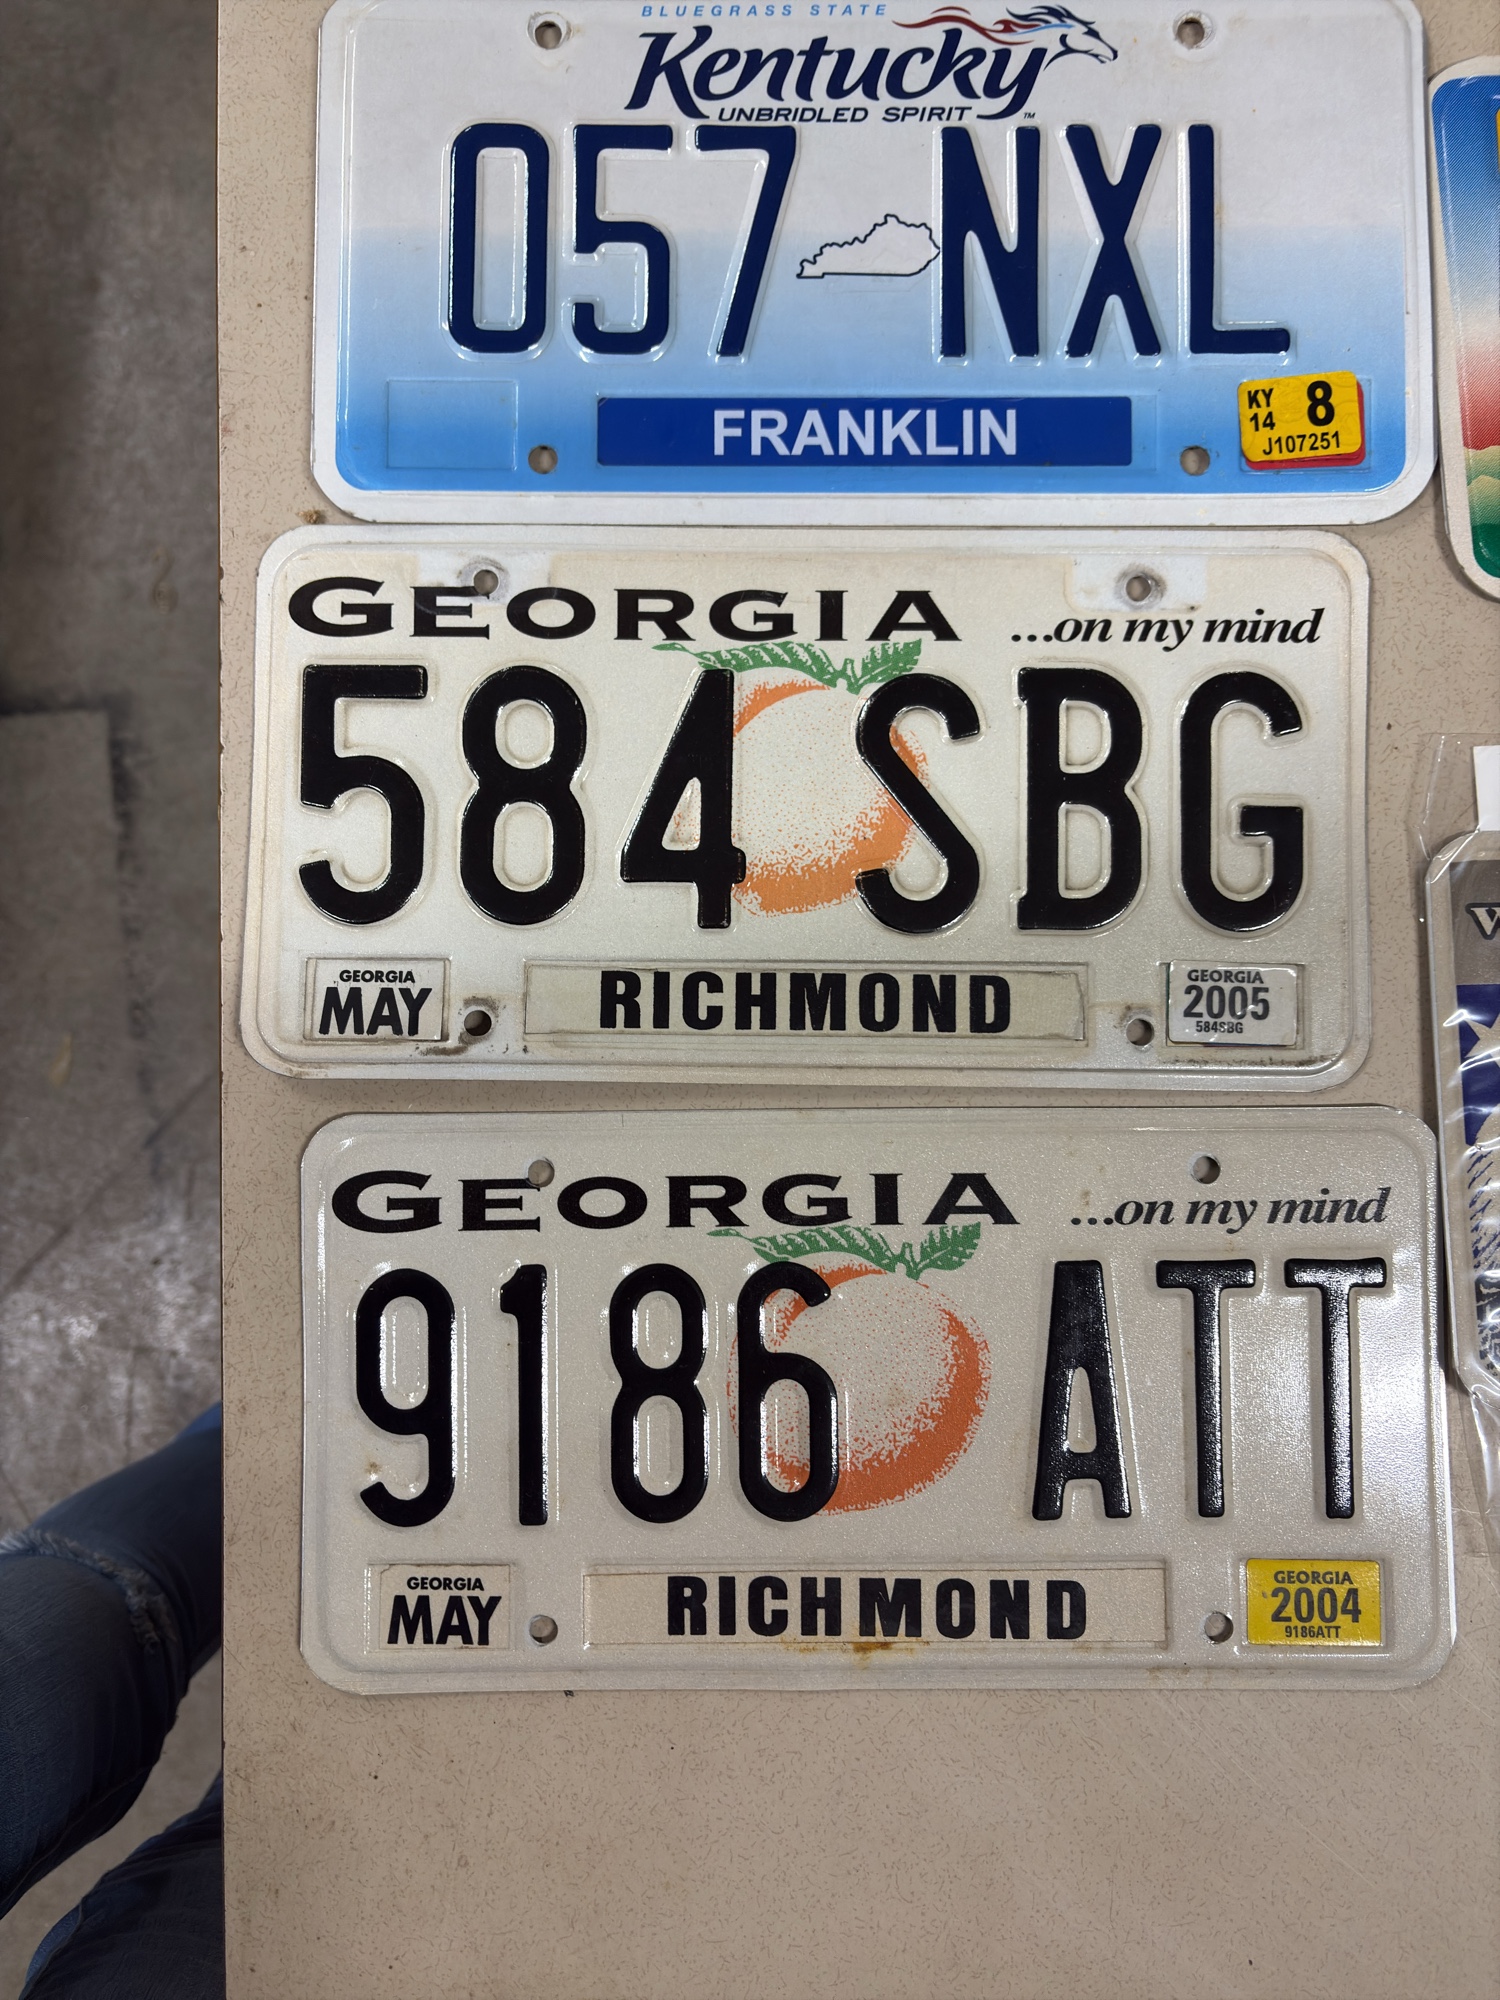 BLUEGRASS STATE
Kentucky
UNBRIDLED SPIRIT ™
057 NXL
FRANKLIN
KY 8
14
J107251
GEORGIA ...on my mind
584 SBG
GEORGIA
MAY
RICHMOND
GEORGIA
2005
584SBG
GEORGIA ...on my mind
9186 ATT
GEORGIA
MAY
RICHMOND
GEORGIA
2004
9186ATT